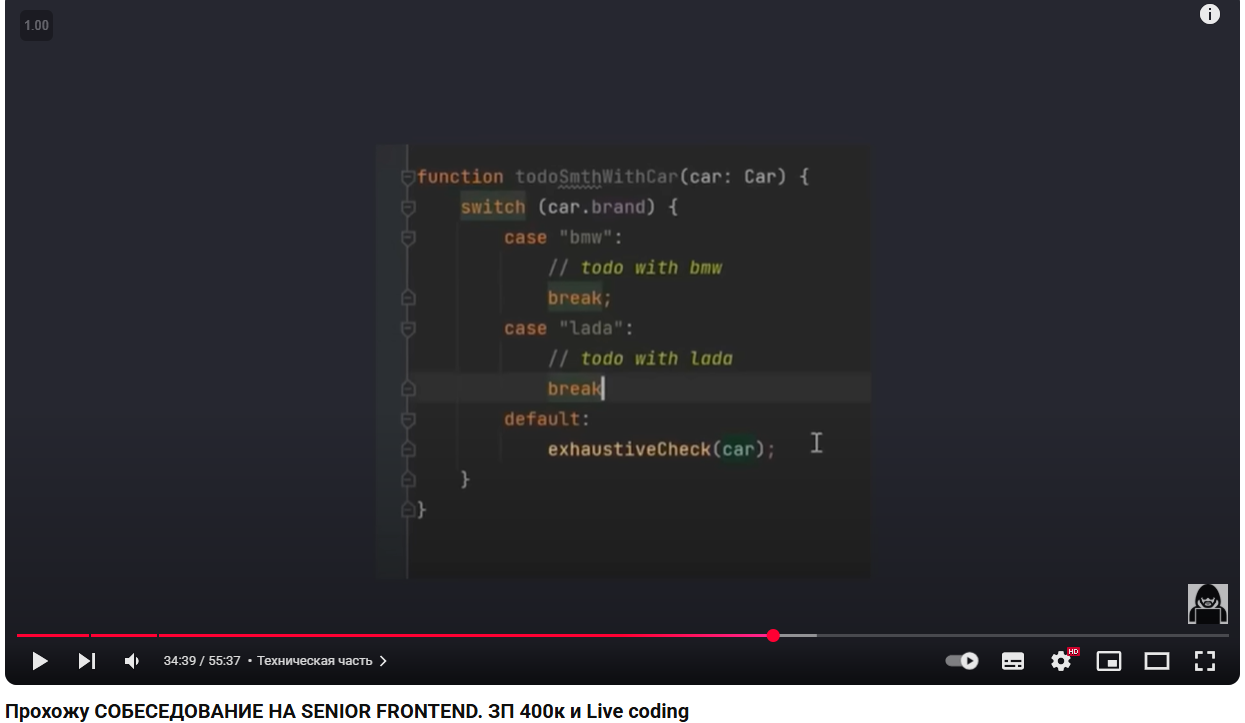 1.00
function todoSmthWithCar(car: Car) {
switch (car.brand) {
case "bmw":
// todo with bmw
break;
case "lada":
// todo with lada
break
default:
exhaustiveCheck(car);
}
}
34:39 / 55:37 • Техническая часть
HD
Прохожу СОБЕСЕДОВАНИЕ НА SENIOR FRONTEND. ЗП 400к и Live coding